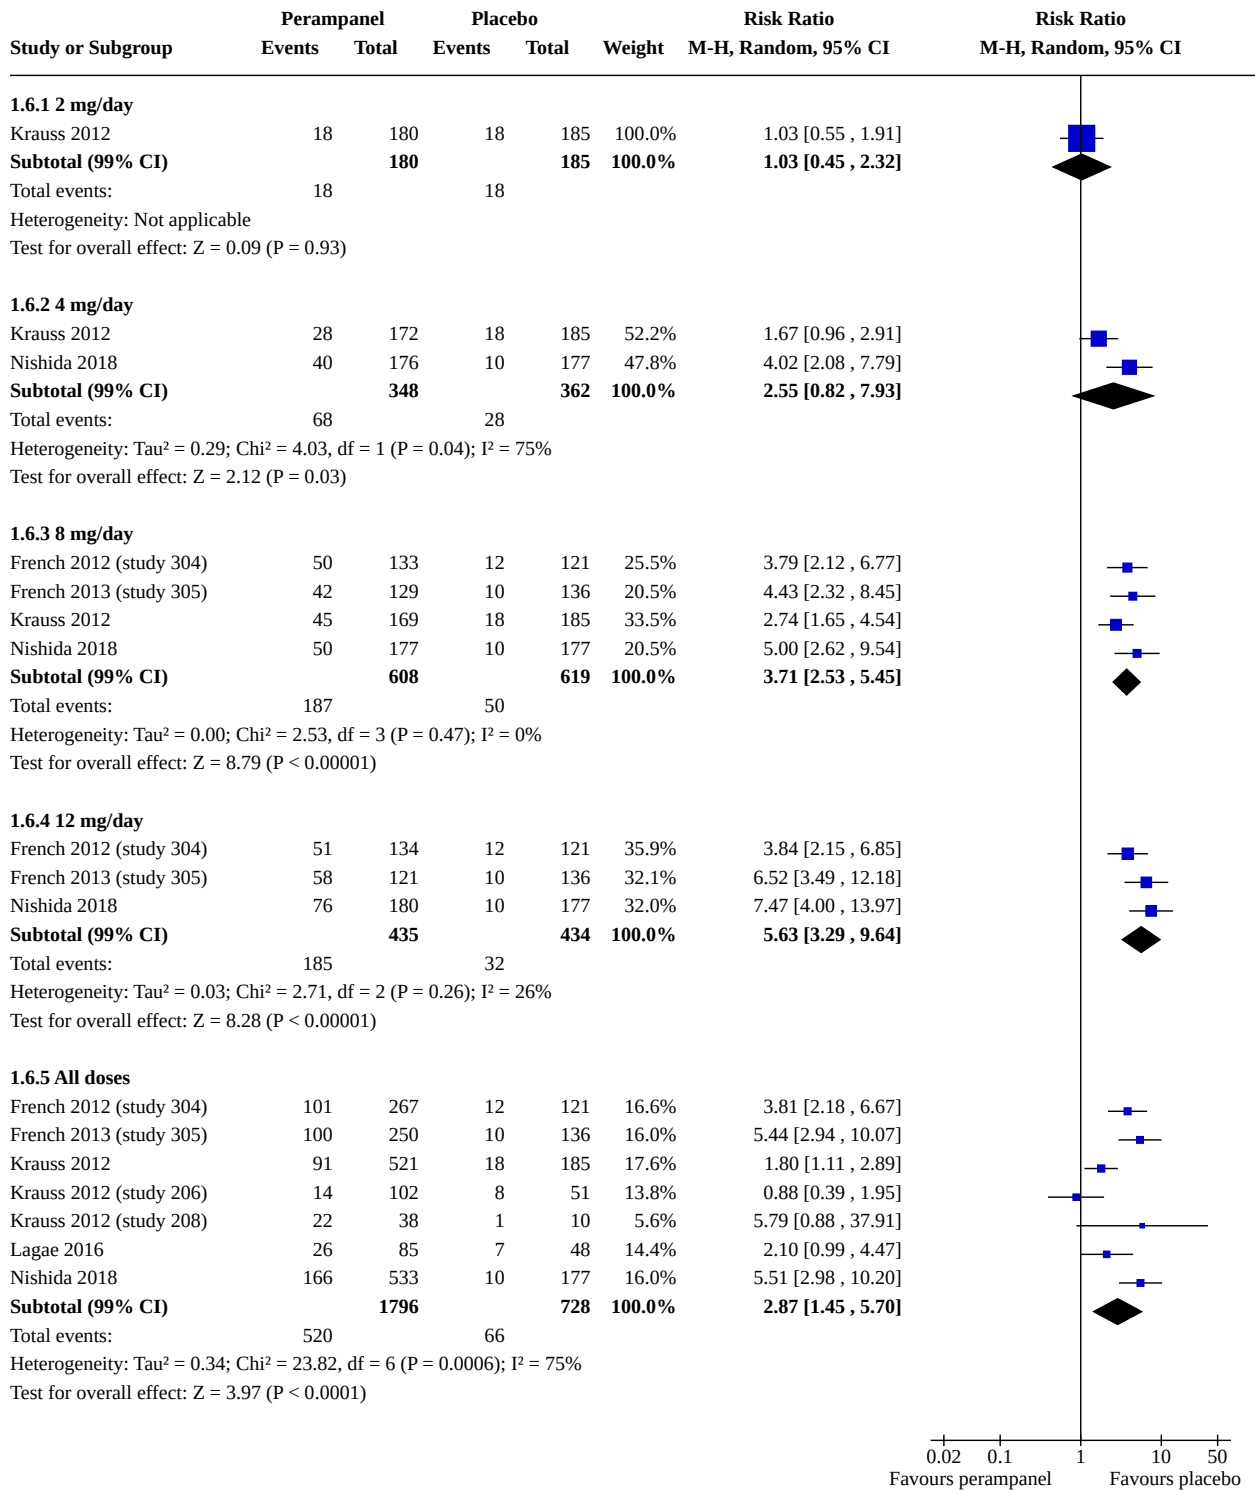 Perampanel Placebo Risk Ratio Risk Ratio
Study or Subgroup Events Total Events Total Weight M-H, Random, 95% CI M-H, Random, 95% CI
1.6.1 2 mg/day
Krauss 2012 18 180 18 185 100.0% 1.03 [0.55 , 1.91]
Subtotal (99% CI) 180 185 100.0% 1.03 [0.45 , 2.32]
Total events: 18 18
Heterogeneity: Not applicable
Test for overall effect: Z = 0.09 (P = 0.93)
1.6.2 4 mg/day
Krauss 2012 28 172 18 185 52.2% 1.67 [0.96 , 2.91]
Nishida 2018 40 176 10 177 47.8% 4.02 [2.08 , 7.79]
Subtotal (99% CI) 348 362 100.0% 2.55 [0.82 , 7.93]
Total events: 68 28
Heterogeneity: Tau² = 0.29; Chi² = 4.03, df = 1 (P = 0.04); I² = 75%
Test for overall effect: Z = 2.12 (P = 0.03)
1.6.3 8 mg/day
French 2012 (study 304) 50 133 12 121 25.5% 3.79 [2.12 , 6.77]
French 2013 (study 305) 42 129 10 136 20.5% 4.43 [2.32 , 8.45]
Krauss 2012 45 169 18 185 33.5% 2.74 [1.65 , 4.54]
Nishida 2018 50 177 10 177 20.5% 5.00 [2.62 , 9.54]
Subtotal (99% CI) 608 619 100.0% 3.71 [2.53 , 5.45]
Total events: 187 50
Heterogeneity: Tau² = 0.00; Chi² = 2.53, df = 3 (P = 0.47); I² = 0%
Test for overall effect: Z = 8.79 (P < 0.00001)
1.6.4 12 mg/day
French 2012 (study 304) 51 134 12 121 35.9% 3.84 [2.15 , 6.85]
French 2013 (study 305) 58 121 10 136 32.1% 6.52 [3.49 , 12.18]
Nishida 2018 76 180 10 177 32.0% 7.47 [4.00 , 13.97]
Subtotal (99% CI) 435 434 100.0% 5.63 [3.29 , 9.64]
Total events: 185 32
Heterogeneity: Tau² = 0.03; Chi² = 2.71, df = 2 (P = 0.26); I² = 26%
Test for overall effect: Z = 8.28 (P < 0.00001)
1.6.5 All doses
French 2012 (study 304) 101 267 12 121 16.6% 3.81 [2.18 , 6.67]
French 2013 (study 305) 100 250 10 136 16.0% 5.44 [2.94 , 10.07]
Krauss 2012 91 521 18 185 17.6% 1.80 [1.11 , 2.89]
Krauss 2012 (study 206) 14 102 8 51 13.8% 0.88 [0.39 , 1.95]
Krauss 2012 (study 208) 22 38 1 10 5.6% 5.79 [0.88 , 37.91]
Lagae 2016 26 85 7 48 14.4% 2.10 [0.99 , 4.47]
Nishida 2018 166 533 10 177 16.0% 5.51 [2.98 , 10.20]
Subtotal (99% CI) 1796 728 100.0% 2.87 [1.45 , 5.70]
Total events: 520 66
Heterogeneity: Tau² = 0.34; Chi² = 23.82, df = 6 (P = 0.0006); I² = 75%
Test for overall effect: Z = 3.97 (P < 0.0001)
0.02 0.1 1 10 50
Favours perampanel Favours placebo